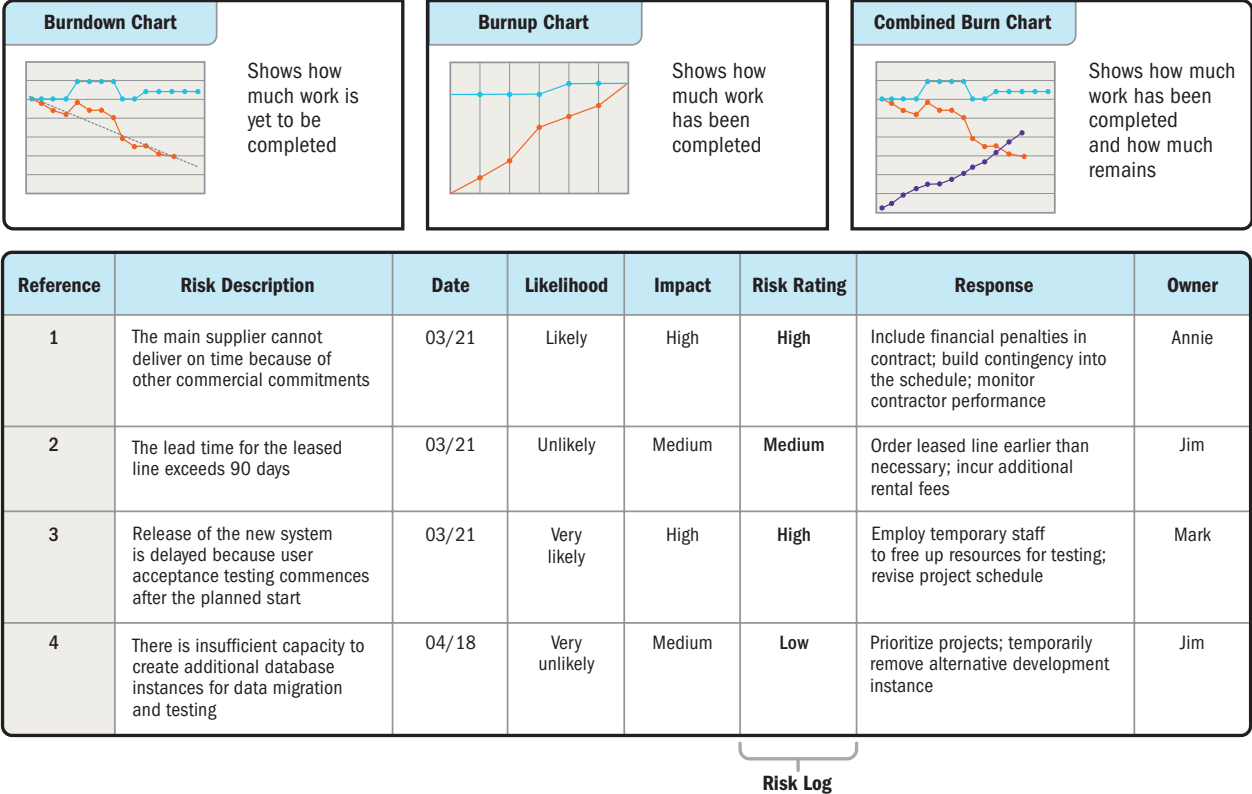 Burndown Chart
Shows how
much work is
yet to be
completed
Burnup Chart
Shows how
much work
has been
completed
Combined Burn Chart
Shows how much
work has been
completed
and how much
remains
Reference
Risk Description
Date
Likelihood
Impact
Risk Rating
Response
Owner
1
The main supplier cannot
deliver on time because of
other commercial commitments
03/21
Likely
High
High
Include financial penalties in
contract; build contingency into
the schedule; monitor
contractor performance
Annie
2
The lead time for the leased
line exceeds 90 days
03/21
Unlikely
Medium
Medium
Order leased line earlier than
necessary; incur additional
rental fees
Jim
3
Release of the new system
is delayed because user
acceptance testing commences
after the planned start
03/21
Very
likely
High
High
Employ temporary staff
to free up resources for testing;
revise project schedule
Mark
4
There is insufficient capacity to
create additional database
instances for data migration
and testing
04/18
Very
unlikely
Medium
Low
Prioritize projects; temporarily
remove alternative development
instance
Jim
Risk Log